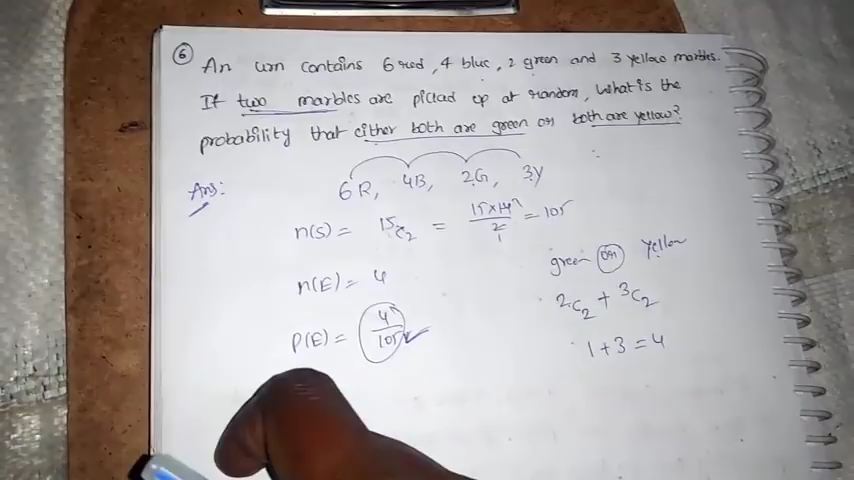 6 An urn contains 6 red, 4 blue, 2 green and 3 yellow marbles.
If two marbles are picked up at random, what is the
probability that either both are green or both are yellow?
Ans:
6R, 4B, 2G, 3Y
n(S) = 15C2 = 15×14/2 = 105
green or yellow
n(E) = 4
2C2 + 3C2
P(E) = 4/105
1+3 = 4